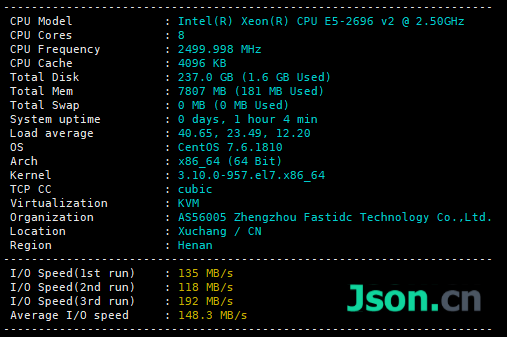 CPU Model : Intel(R) Xeon(R) CPU E5-2696 v2 @ 2.50GHz
CPU Cores : 8
CPU Frequency : 2499.998 MHz
CPU Cache : 4096 KB
Total Disk : 237.0 GB (1.6 GB Used)
Total Mem : 7807 MB (181 MB Used)
Total Swap : 0 MB (0 MB Used)
System uptime : 0 days, 1 hour 4 min
Load average : 40.65, 23.49, 12.20
OS : CentOS 7.6.1810
Arch : x86_64 (64 Bit)
Kernel : 3.10.0-957.el7.x86_64
TCP CC : cubic
Virtualization : KVM
Organization : AS56005 Zhengzhou Fastidc Technology Co.,Ltd.
Location : Xuchang / CN
Region : Henan
I/O Speed(1st run) : 135 MB/s
I/O Speed(2nd run) : 118 MB/s
I/O Speed(3rd run) : 192 MB/s
Average I/O speed : 148.3 MB/s
Json.cn